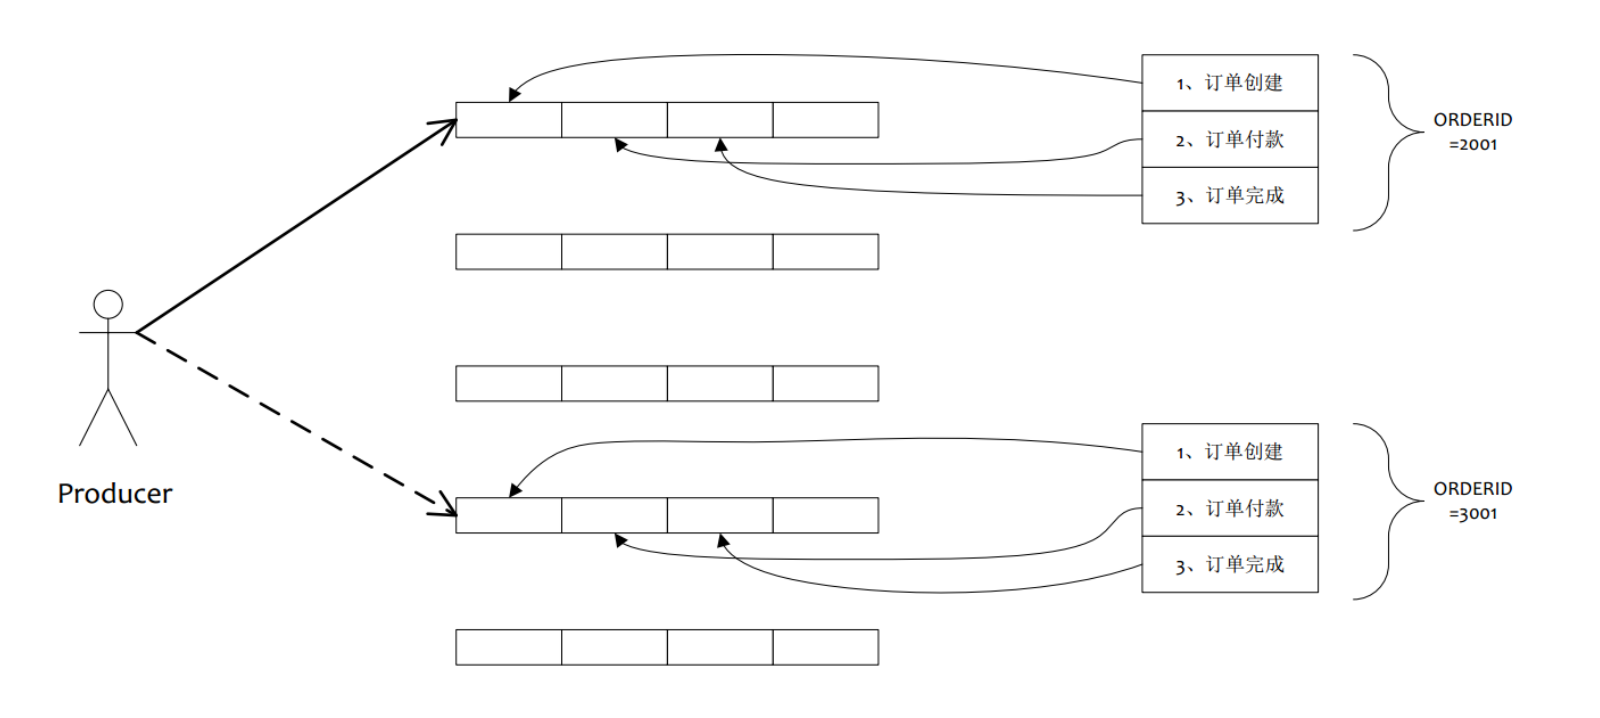 1、订单创建
2、订单付款
3、订单完成
ORDERID
=2001
Producer
1、订单创建
2、订单付款
3、订单完成
ORDERID
=3001